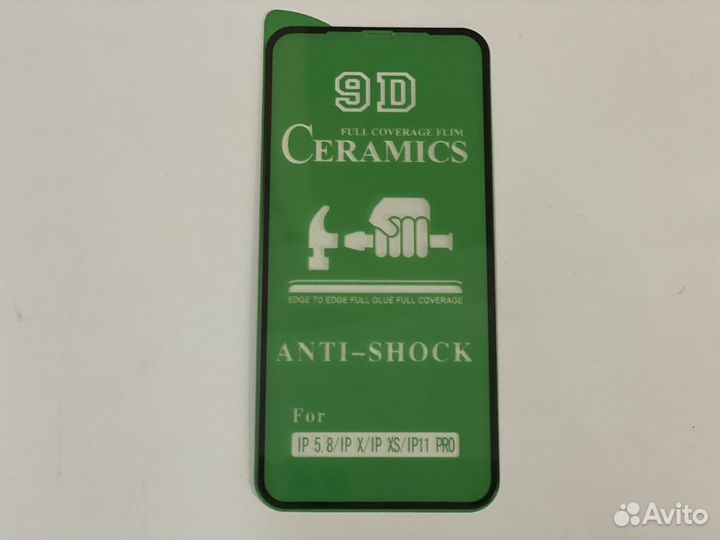 9D
FULL COVERAGE FLIM
CERAMICS
EDGE TO EDGE FULL GLUE FULL COVERAGE
ANTI-SHOCK
For
IP 5.8/IP X/IP XS/IP11 PRO
Avito